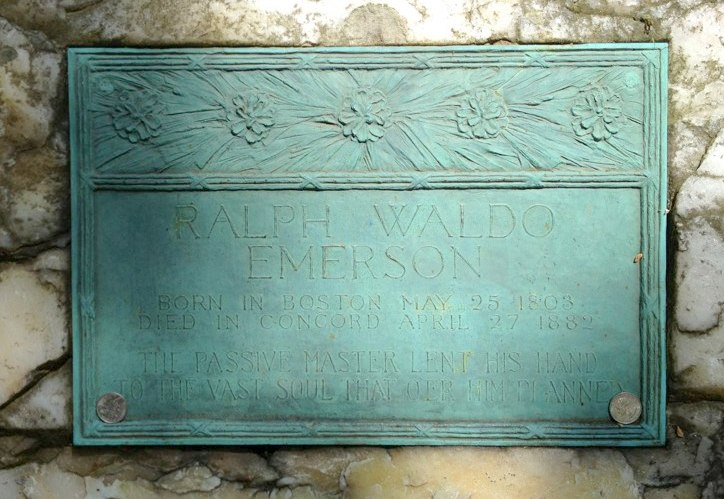 RALPH WALDO
EMERSON
BORN IN BOSTON MAY 25 1803
DIED IN CONCORD APRIL 27 1882
THE PASSIVE MASTER LENT HIS HAND
TO THE VAST SOUL THAT O'ER HIM PLANNED